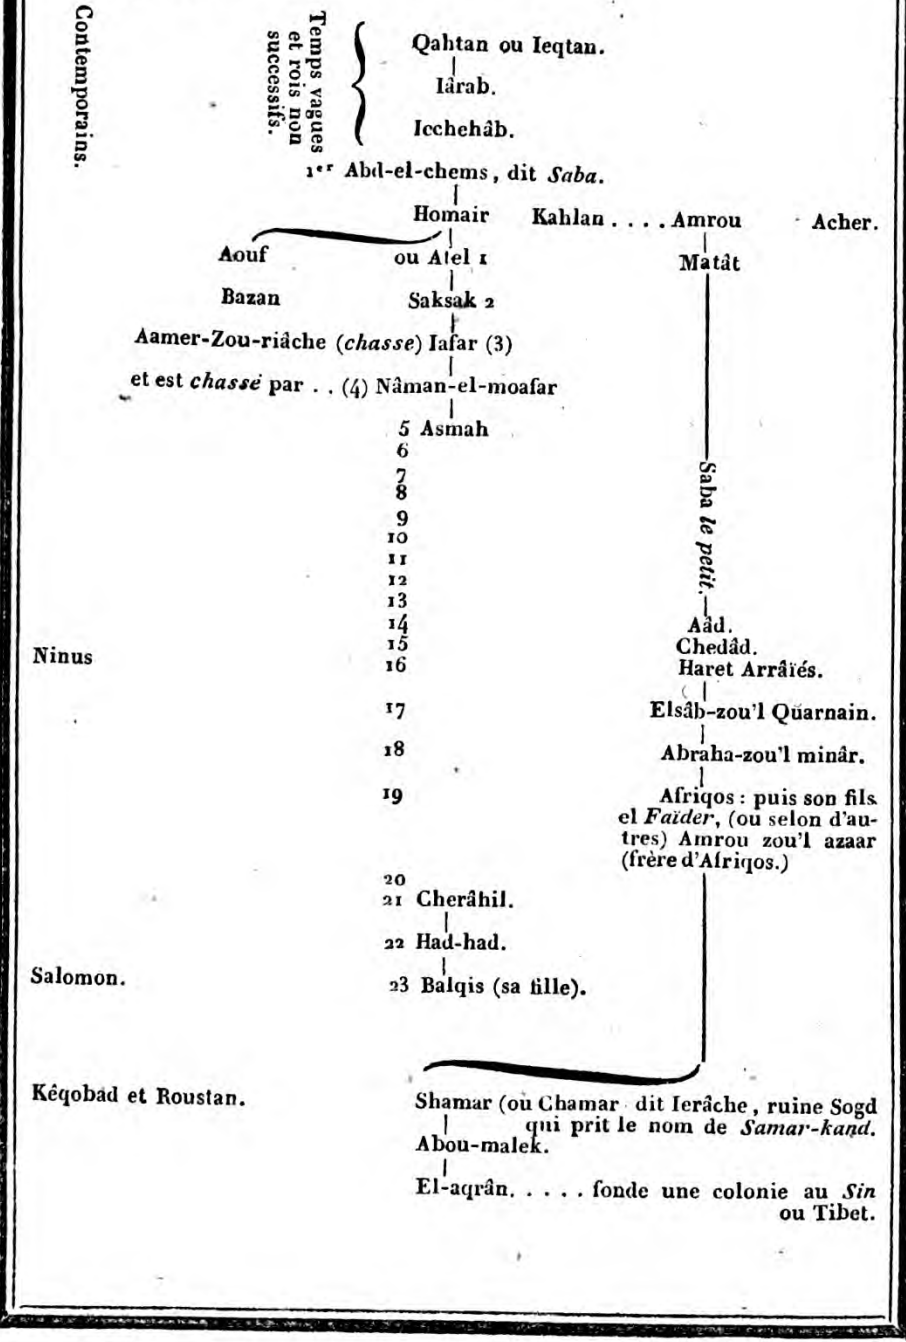 Contemporains.
Temps vagues
et rois non
successifs.
Qahtan ou Ieqtan.
Iârab.
Icchehâb.
1er Abd-el-chems, dit Saba.
Homair Kahlan . . . . Amrou Acher.
Aouf ou Atel 1 Matât
Bazan Saksak 2
Aamer-Zou-riâche (chasse) Iafar (3)
et est chassé par . . (4) Nâman-el-moafar
5 Asmah
6
7
8
9
10
11
12
13
Saba le petit.
14 Aâd.
15 Chedâd.
Ninus 16 Haret Arrâïés.
17 Elsâb-zou'l Quarnain.
18 Abraha-zou'l minâr.
19 Afriqos : puis son fils
el Faïder, (ou selon d'au-
tres) Amrou zou'l azaar
(frère d'Afriqos.)
20
21 Cherâhil.
22 Had-had.
Salomon. 23 Balqis (sa fille).
Kêqobad et Roustan. Shamar (ou Chamar dit Ierâche, ruine Sogd
qui prit le nom de Samar-kand.
Abou-malek.
El-aqrân. . . . . fonde une colonie au Sin
ou Tibet.